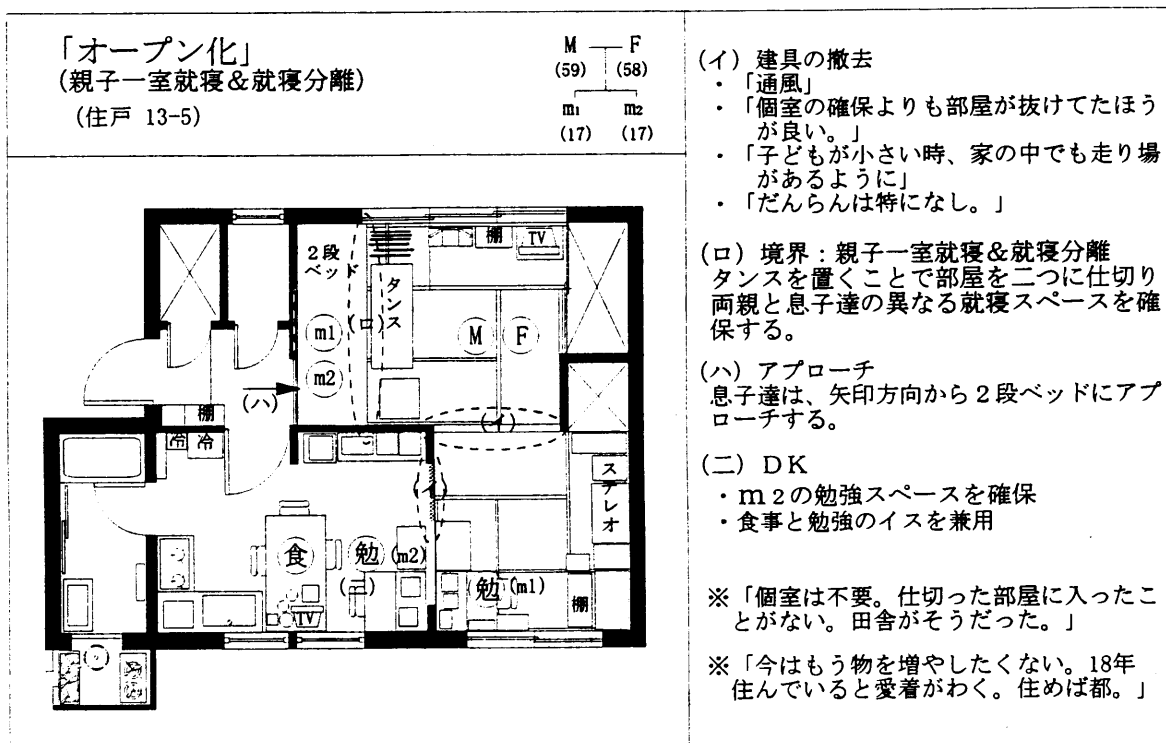 「オープン化」
(親子一室就寝＆就寝分離)
(住戸 13-5)
M F
(59) (58)
m1 m2
(17) (17)
(イ) 建具の撤去
・「通風」
・「個室の確保よりも部屋が抜けてたほう
が良い。」
・「子どもが小さい時、家の中でも走り場
があるように」
・「だんらんは特になし。」
(ロ) 境界：親子一室就寝＆就寝分離
タンスを置くことで部屋を二つに仕切り
両親と息子達の異なる就寝スペースを確
保する。
(ハ) アプローチ
息子達は、矢印方向から２段ベッドにアプ
ローチする。
(ニ) ＤＫ
・ｍ２の勉強スペースを確保
・食事と勉強のイスを兼用
※「個室は不要。仕切った部屋に入ったこ
とがない。田舎がそうだった。」
※「今はもう物を増やしたくない。18年
住んでいると愛着がわく。住めば都。」
２段
ベッド
タンス
棚
TV
(ロ)
m1
m2
M
F
(ハ)
棚
冷
冷
(イ)
(イ)
ステレオ
食
勉
(m2)
(ニ)
TV
勉
(m1)
棚